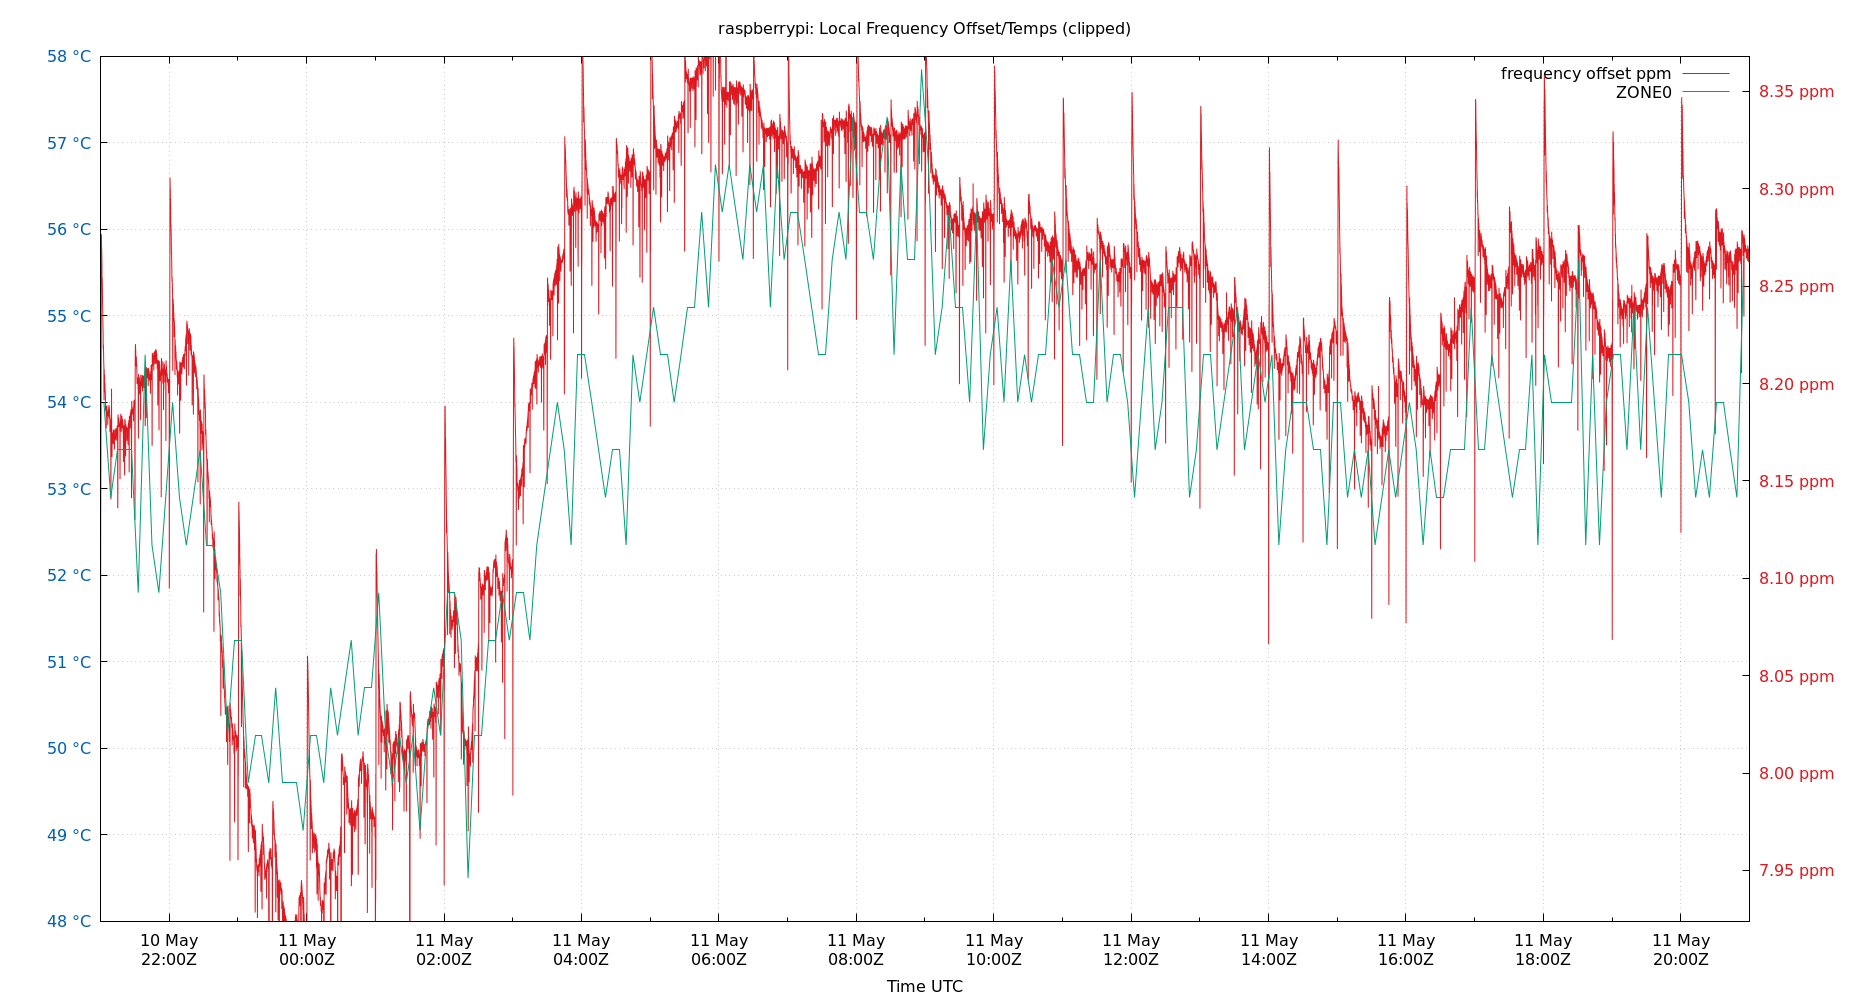 raspberrypi: Local Frequency Offset/Temps (clipped)
frequency offset ppm
ZONE0
58 °C
57 °C
56 °C
55 °C
54 °C
53 °C
52 °C
51 °C
50 °C
49 °C
48 °C
8.35 ppm
8.30 ppm
8.25 ppm
8.20 ppm
8.15 ppm
8.10 ppm
8.05 ppm
8.00 ppm
7.95 ppm
10 May
22:00Z
11 May
00:00Z
11 May
02:00Z
11 May
04:00Z
11 May
06:00Z
11 May
08:00Z
11 May
10:00Z
11 May
12:00Z
11 May
14:00Z
11 May
16:00Z
11 May
18:00Z
11 May
20:00Z
Time UTC